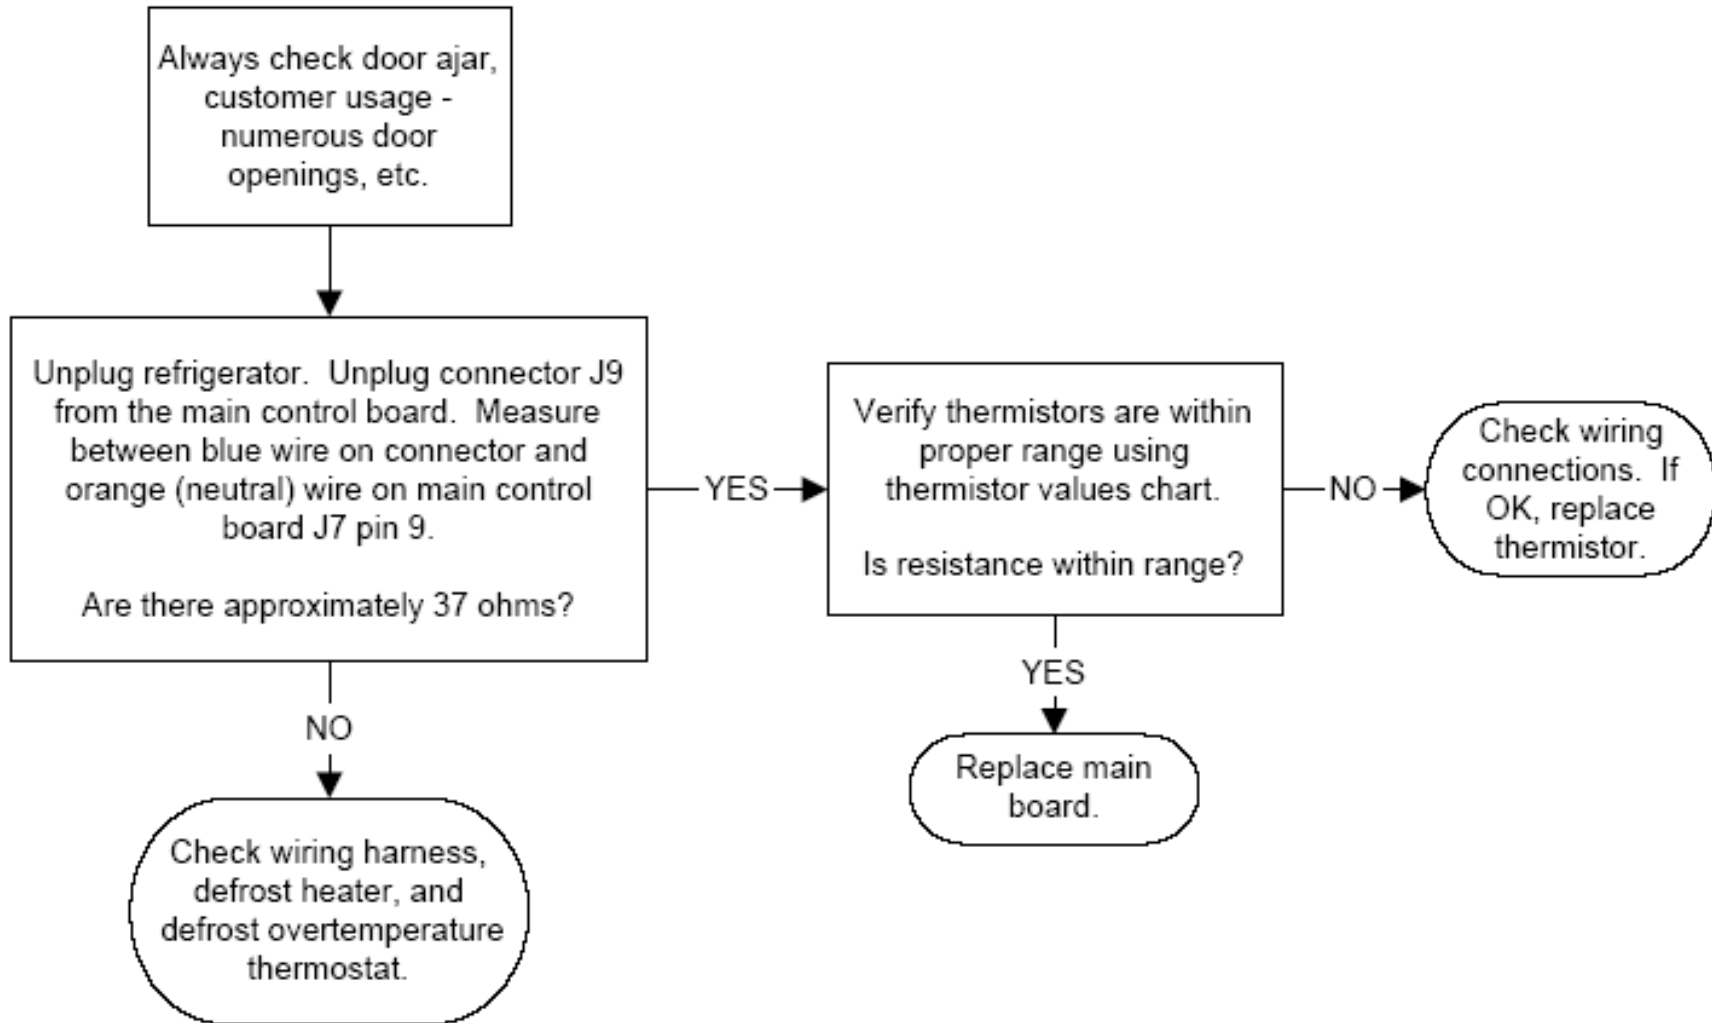 Always check door ajar,
customer usage -
numerous door
openings, etc.
Unplug refrigerator. Unplug connector J9
from the main control board. Measure
between blue wire on connector and
orange (neutral) wire on main control
board J7 pin 9.
Are there approximately 37 ohms?
YES
Verify thermistors are within
proper range using
thermistor values chart.
Is resistance within range?
NO
Check wiring
connections. If
OK, replace
thermistor.
YES
Replace main
board.
NO
Check wiring harness,
defrost heater, and
defrost overtemperature
thermostat.